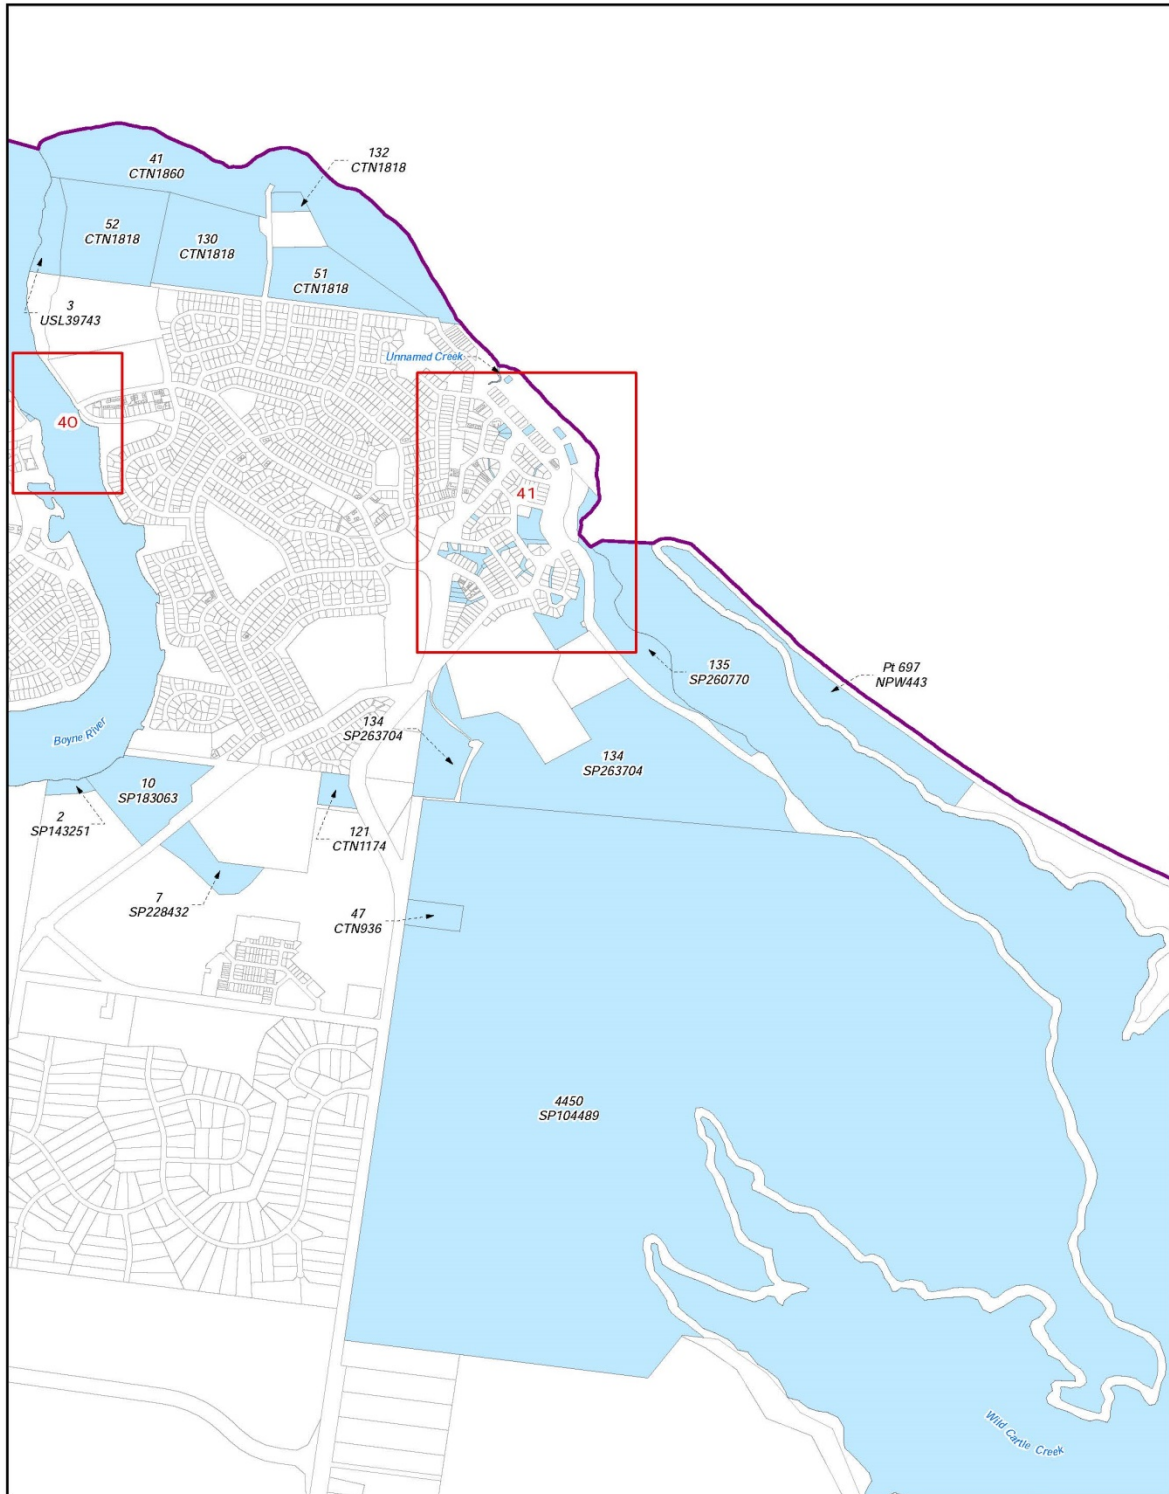 132
CTN1818
41
CTN1860
52
CTN1818
130
CTN1818
51
CTN1818
3
USL39743
Unnamed Creek
40
41
135
SP260770
Pt 697
NPW443
134
SP263704
134
SP263704
Boyne River
10
SP183063
2
SP143251
121
CTN1174
7
SP228432
47
CTN936
4450
SP104489
Wild Cattle Creek